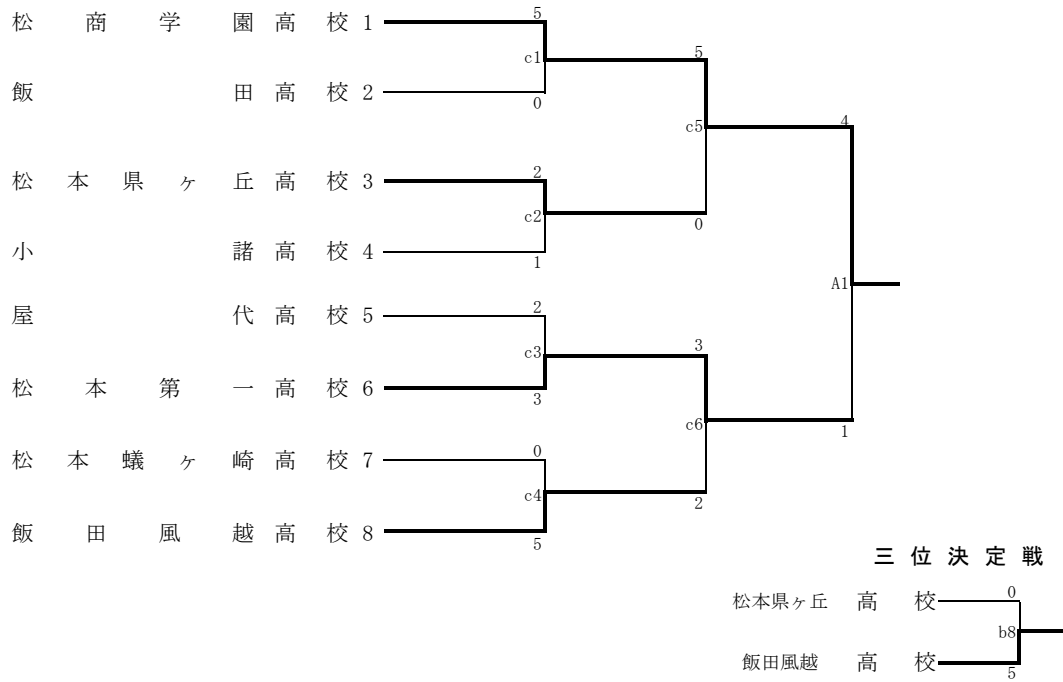 5
松商学園高校 1
c1
5
飯田高校 2
0
c5
4
松本県ヶ丘高校 3
2
c2
0
小諸高校 4
1
A1
屋代高校 5
2
c3
3
松本第一高校 6
3
c6
1
松本蟻ヶ崎高校 7
0
c4
2
飯田風越高校 8
5
三位決定戦
松本県ヶ丘 高校
0
b8
飯田風越 高校
5